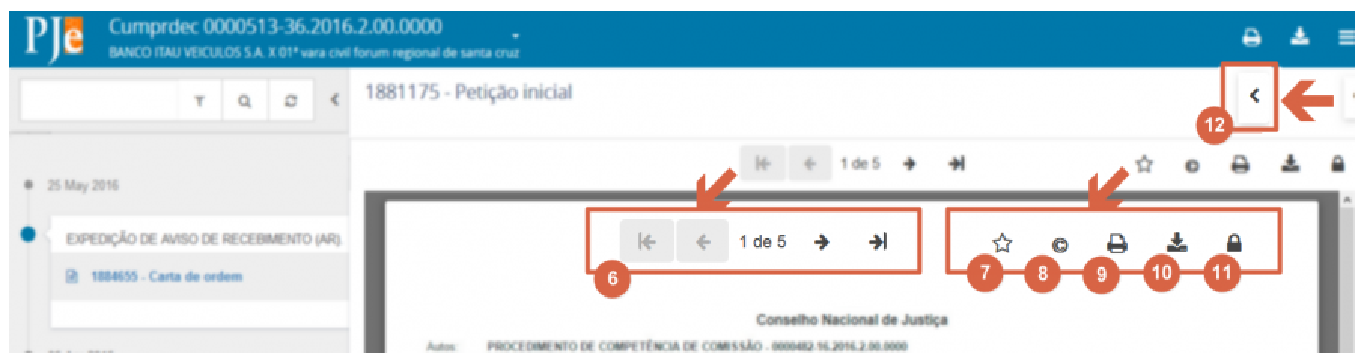 PJe
Cumprdec 0000513-36.2016.2.00.0000
BANCO ITAU VEICULOS S.A. X 01ª vara civil forum regional de santa cruz
1881175 - Petição inicial
12
1 de 5
25 May 2016
EXPEDIÇÃO DE AVISO DE RECEBIMENTO (AR).
1884655 - Carta de ordem
1 de 5
6
7
8
9
10
11
Conselho Nacional de Justiça
Autos: PROCEDIMENTO DE COMPETÊNCIA DE COMISSÃO - 0000482-16.2016.2.00.0000